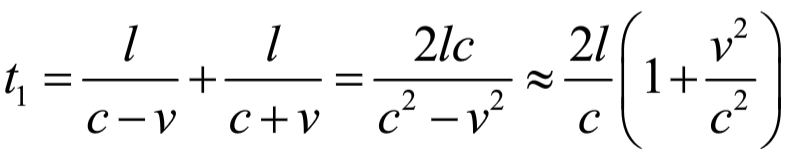 t₁ = l/(c − v) + l/(c + v) = 2lc/(c² − v²) ≈ 2l/c (1 + v²/c²)